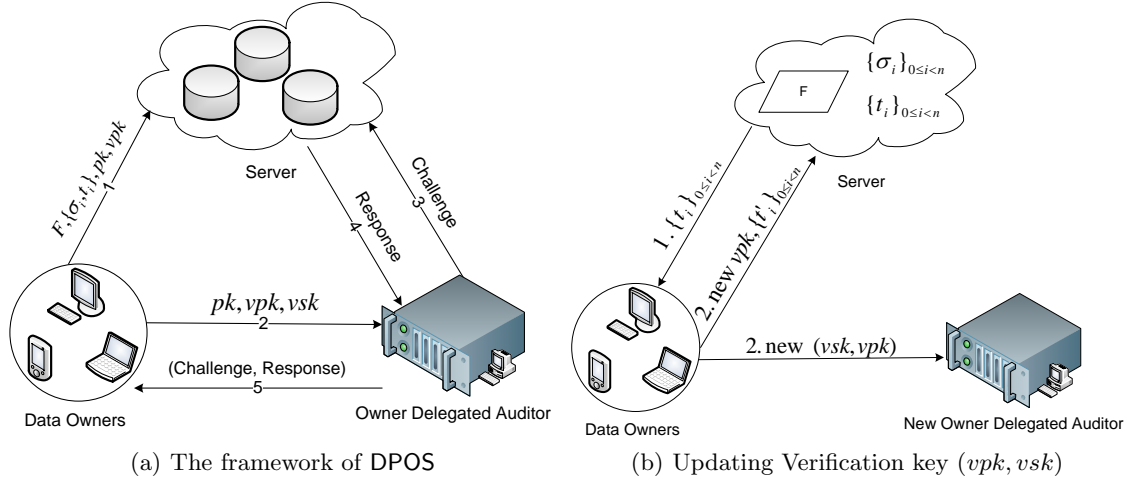 F,{σ_i,t_i},pk,vpk
1
Server
Challenge
3
Response
4
pk, vpk, vsk
2
(Challenge, Response)
5
Data Owners
Owner Delegated Auditor
(a) The framework of DPOS
F
{σ_i}_{0≤i<n}
{t_i}_{0≤i<n}
Server
1. {t_i}_{0≤i<n}
2. new vpk,{t'_i}_{0≤i<n}
2. new (vsk,vpk)
Data Owners
New Owner Delegated Auditor
(b) Updating Verification key (vpk, vsk)